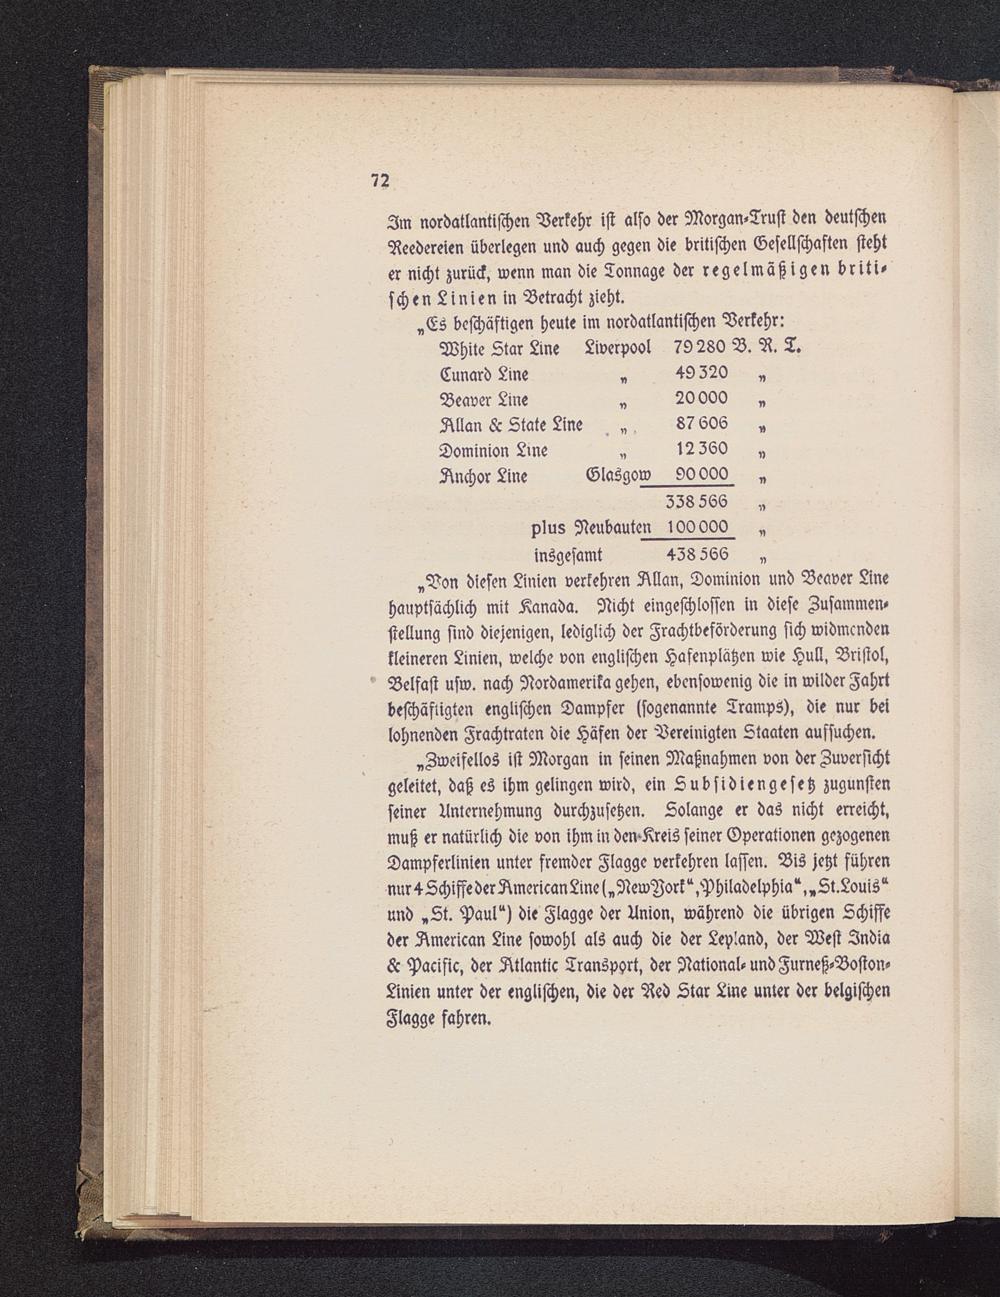 72
Im nordatlantischen Verkehr ist also der Morgan-Trust den deutschen
Reedereien überlegen und auch gegen die britischen Gesellschaften steht
er nicht zurück, wenn man die Tonnage der regelmäßigen briti-
schen Linien in Betracht zieht.
„Es beschäftigen heute im nordatlantischen Verkehr:
White Star Line Liverpool 79 280 B. R. T.
Cunard Line „ 49 320 „
Beaver Line „ 20 000 „
Allan & State Line „ 87 606 „
Dominion Line „ 12 360 „
Anchor Line Glasgow 90 000 „
338 566 „
plus Neubauten 100 000 „
insgesamt 438 566 „
„Von diesen Linien verkehren Allan, Dominion und Beaver Line
hauptsächlich mit Kanada. Nicht eingeschlossen in diese Zusammen-
stellung sind diejenigen, lediglich der Frachtbeförderung sich widmenden
kleineren Linien, welche von englischen Hafenplätzen wie Hull, Bristol,
Belfast usw. nach Nordamerika gehen, ebensowenig die in wilder Fahrt
beschäftigten englischen Dampfer (sogenannte Tramps), die nur bei
lohnenden Frachtraten die Häfen der Vereinigten Staaten aufsuchen.
„Zweifellos ist Morgan in seinen Maßnahmen von der Zuversicht
geleitet, daß es ihm gelingen wird, ein Subsidiengesetz zugunsten
seiner Unternehmung durchzusetzen. Solange er das nicht erreicht,
muß er natürlich die von ihm in den Kreis seiner Operationen gezogenen
Dampferlinien unter fremder Flagge verkehren lassen. Bis jetzt führen
nur 4 Schiffe der American Line („New York“, Philadelphia“, „St. Louis“
und „St. Paul“) die Flagge der Union, während die übrigen Schiffe
der American Line sowohl als auch die der Leyland, der West India
& Pacific, der Atlantic Transport, der National- und Furneß-Boston-
Linien unter der englischen, die der Red Star Line unter der belgischen
Flagge fahren.